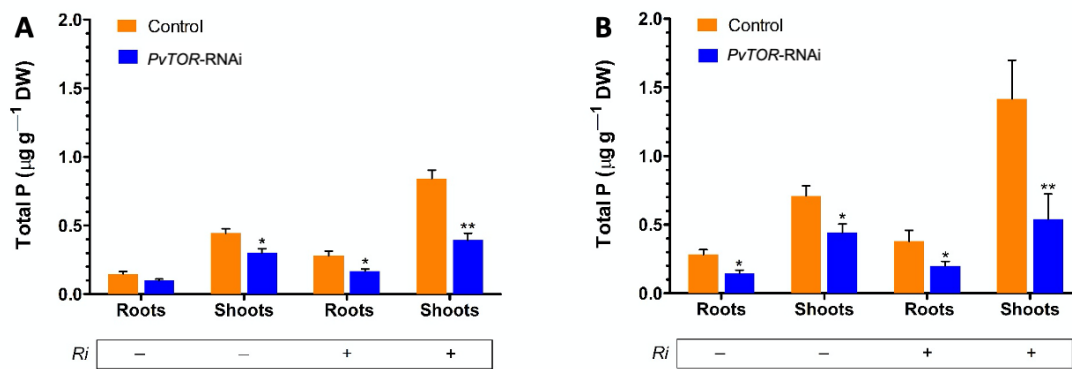 A
Control
PvTOR-RNAi
Total P (µg g—1 DW)
2.0
1.5
1.0
0.5
0.0
*
*
**
Roots Shoots Roots Shoots
Ri – – + +
B
Control
PvTOR-RNAi
Total P (µg g—1 DW)
2.0
1.5
1.0
0.5
0.0
*
*
*
**
Roots Shoots Roots Shoots
Ri – – + +